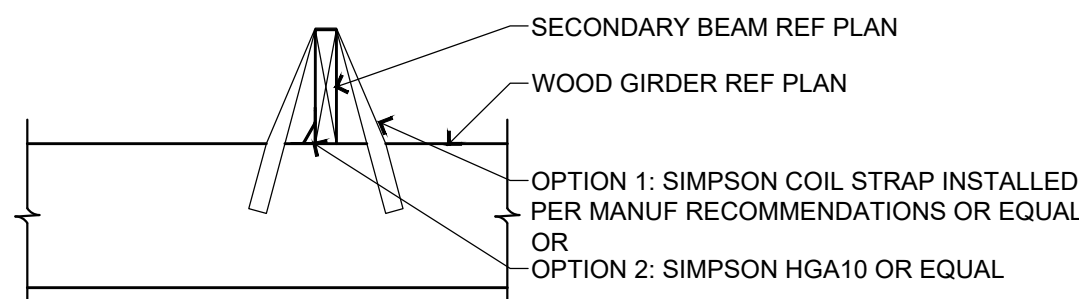 SECONDARY BEAM REF PLAN
WOOD GIRDER REF PLAN
OPTION 1: SIMPSON COIL STRAP INSTALLED
PER MANUF RECOMMENDATIONS OR EQUAL
OR
OPTION 2: SIMPSON HGA10 OR EQUAL